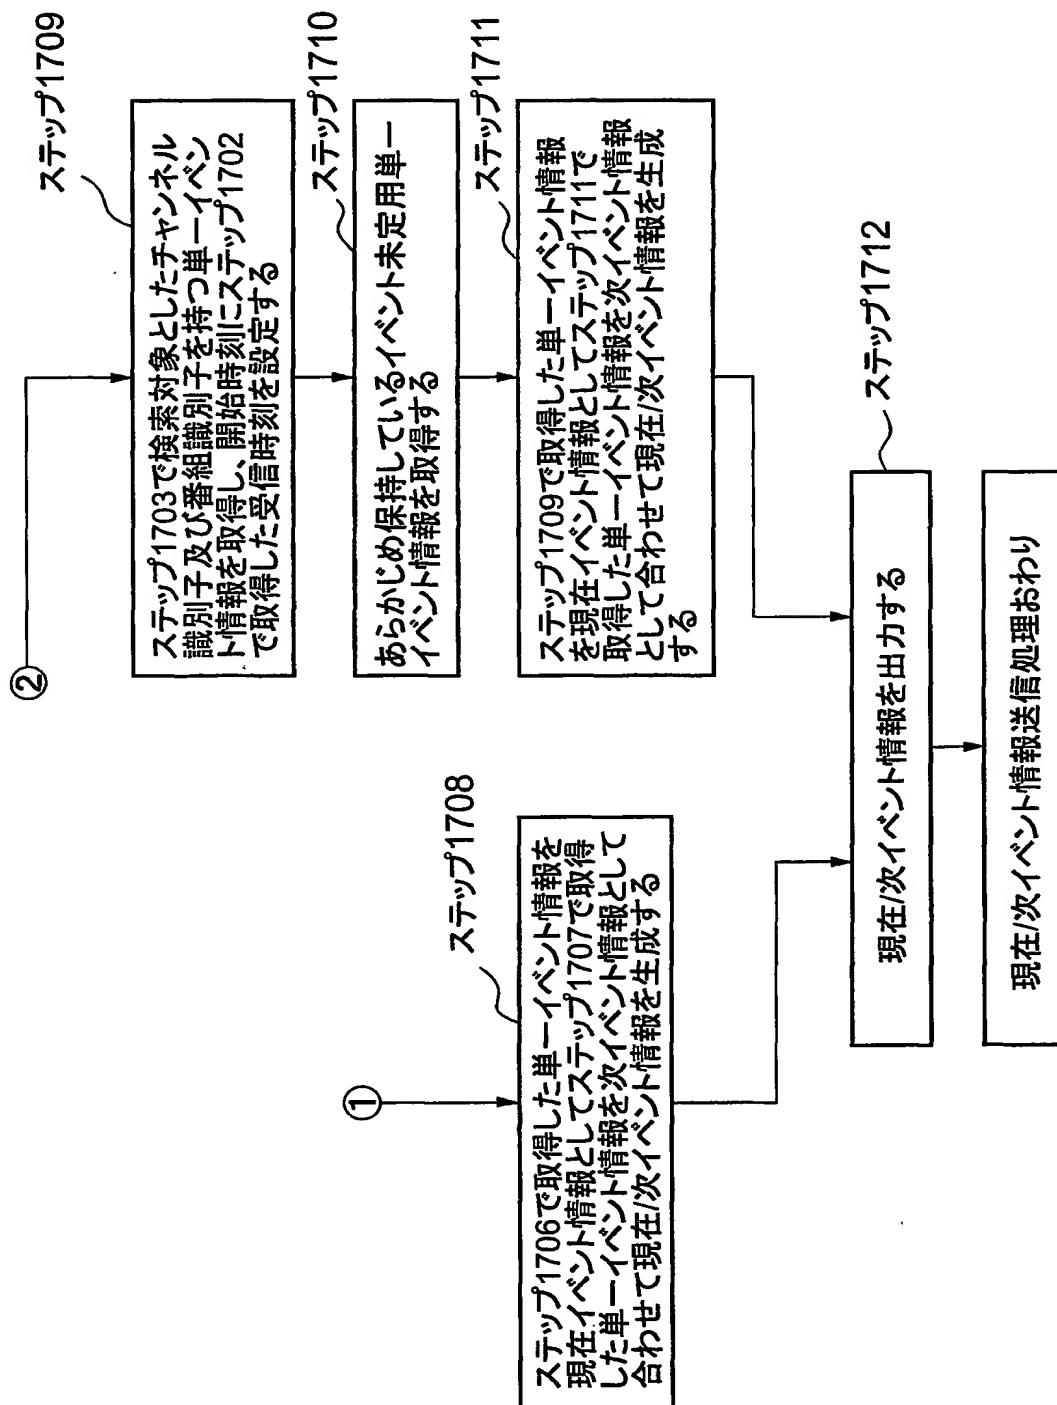 ①
ステップ1708
ステップ1706で取得した単一イベント情報を
現在イベント情報としてステップ1707で取得
した単一イベント情報を次イベント情報として
合わせて現在/次イベント情報を生成する
②
ステップ1709
ステップ1703で検索対象としたチャンネル
識別子及び番組識別子を持つ単一イベン
ト情報を取得し、開始時刻にステップ1702
で取得した受信時刻を設定する
ステップ1710
あらかじめ保持しているイベント未定用単一
イベント情報を取得する
ステップ1711
ステップ1709で取得した単一イベント情報
を現在イベント情報としてステップ1711で
取得した単一イベント情報を次イベント情報
として合わせて現在/次イベント情報を生成
する
ステップ1712
現在/次イベント情報を出力する
現在/次イベント情報送信処理おわり